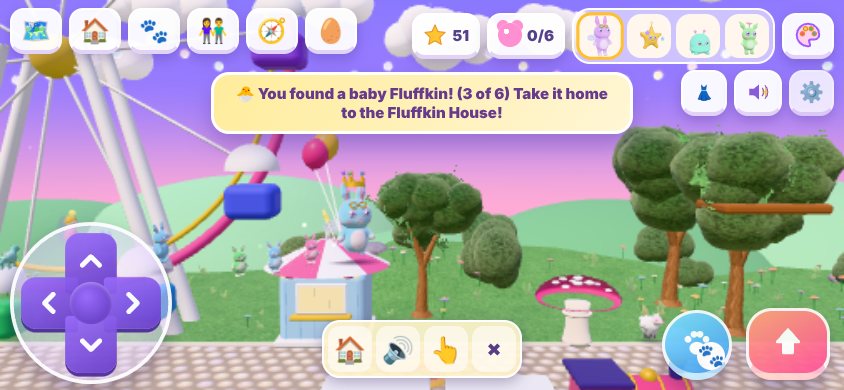 51
0/6
🐣 You found a baby Fluffkin! (3 of 6) Take it home
to the Fluffkin House!